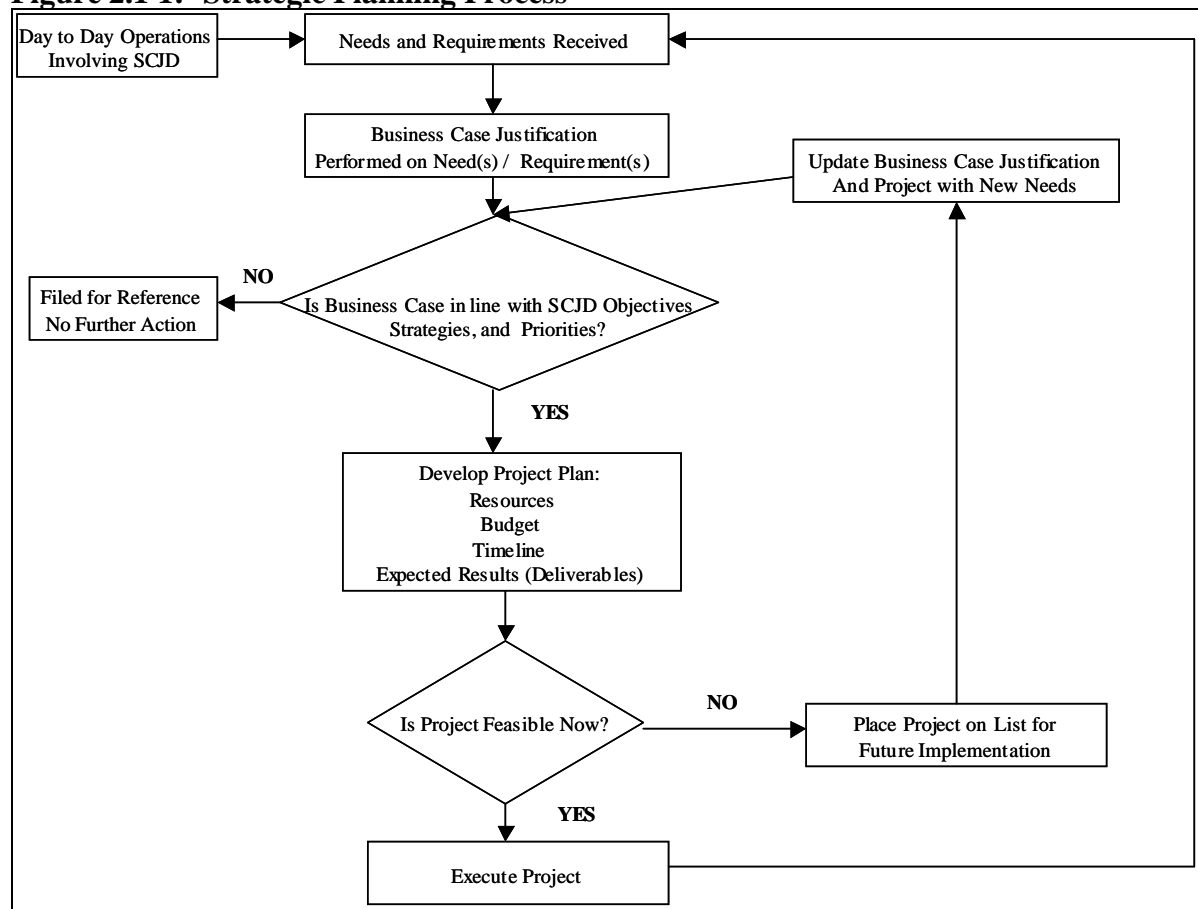 Figure 2.1-1: Strategic Planning Process
Day to Day Operations
Involving SCJD
Needs and Requirements Received
Business Case Justification
Performed on Need(s) / Requirement(s)
Update Business Case Justification
And Project with New Needs
NO
Filed for Reference
No Further Action
Is Business Case in line with SCJD Objectives
Strategies, and Priorities?
YES
Develop Project Plan:
Resources
Budget
Timeline
Expected Results (Deliverables)
Is Project Feasible Now?
NO
Place Project on List for
Future Implementation
YES
Execute Project